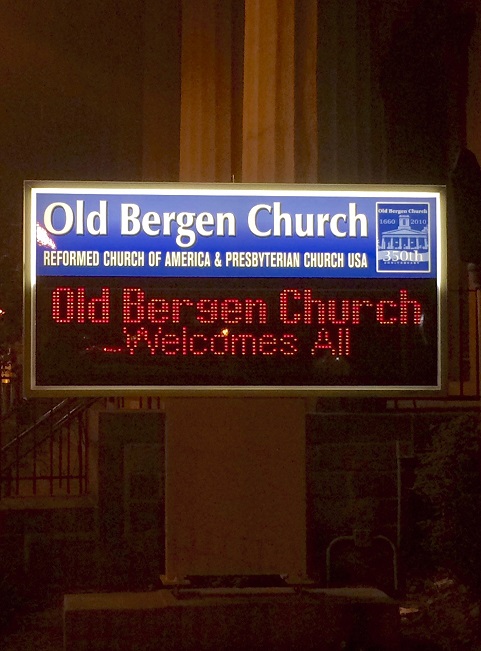 Old Bergen Church
REFORMED CHURCH OF AMERICA & PRESBYTERIAN CHURCH USA
Old Bergen Church
1660 2010
350th
ANNIVERSARY
Old Bergen Church
Welcomes All